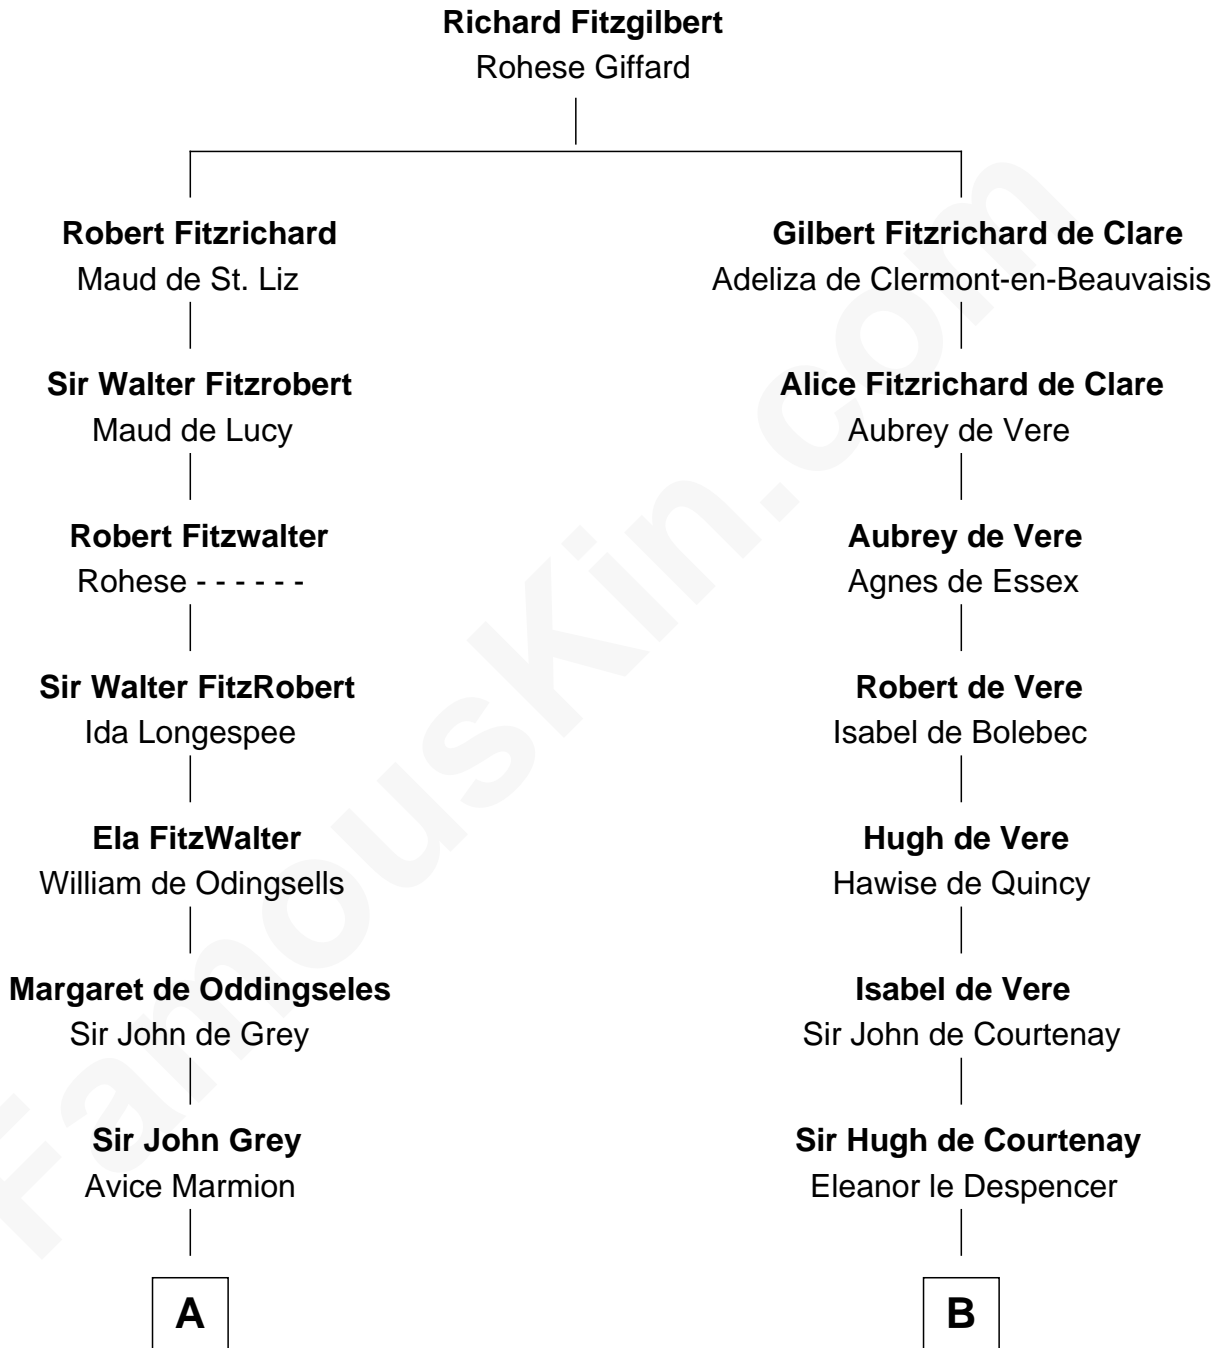 Richard Fitzgilbert
Rohese Giffard
Robert Fitzrichard
Maud de St. Liz
Gilbert Fitzrichard de Clare
Adeliza de Clermont-en-Beauvaisis
Sir Walter Fitzrobert
Maud de Lucy
Alice Fitzrichard de Clare
Aubrey de Vere
Robert Fitzwalter
Rohese - - - - - -
Aubrey de Vere
Agnes de Essex
Sir Walter FitzRobert
Ida Longespee
Robert de Vere
Isabel de Bolebec
Ela FitzWalter
William de Odingsells
Hugh de Vere
Hawise de Quincy
Margaret de Oddingseles
Sir John de Grey
Isabel de Vere
Sir John de Courtenay
Sir John Grey
Avice Marmion
Sir Hugh de Courtenay
Eleanor le Despencer
A
B
FamousKin.com